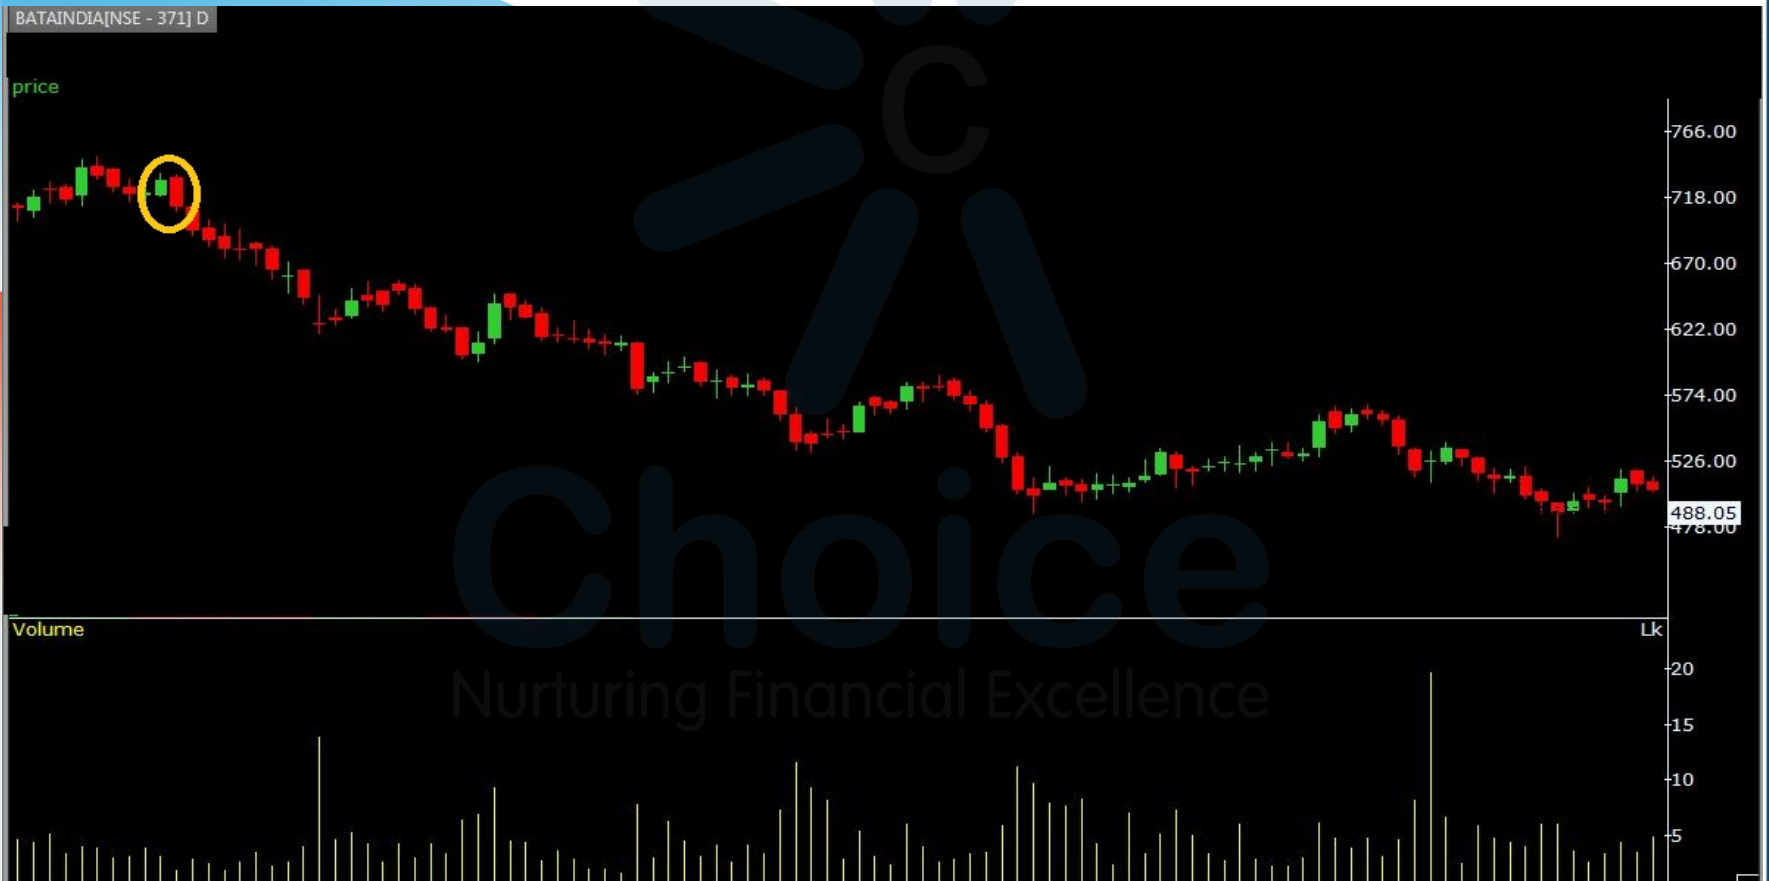 BATAINDIA[NSE - 371] D
price
766.00
718.00
670.00
622.00
574.00
526.00
488.05
478.00
C
Choice
Nurturing Financial Excellence
Volume
Lk
20
15
10
5